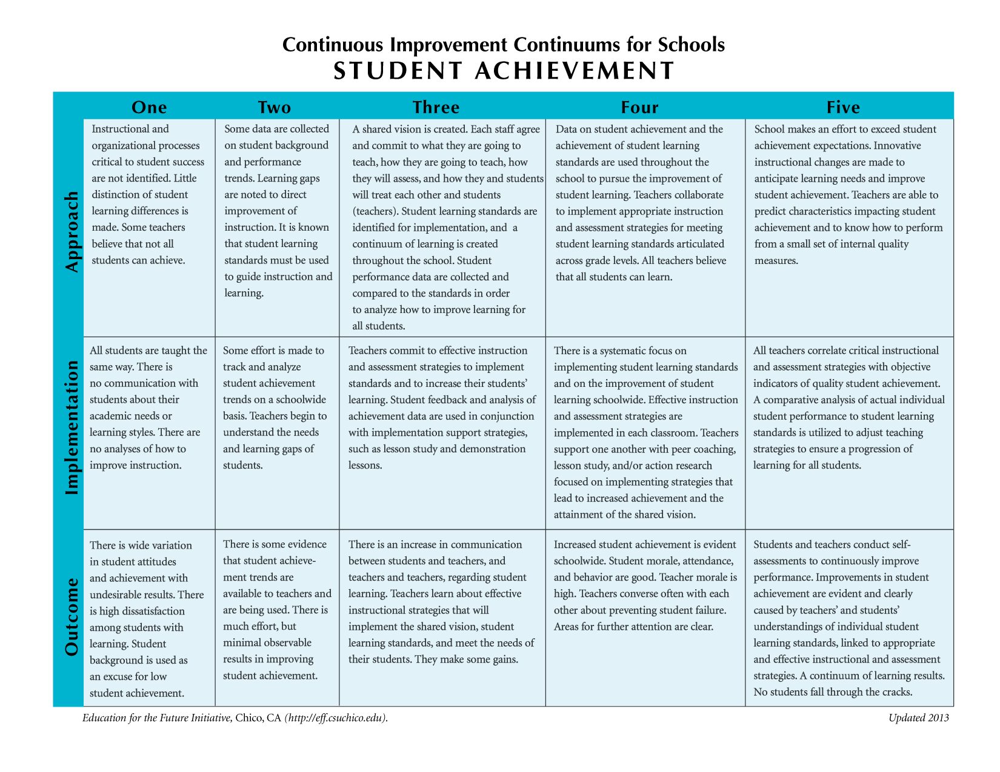 Continuous Improvement Continuums for Schools
STUDENT ACHIEVEMENT
One
Two
Three
Four
Five
Approach
Instructional and
organizational processes
critical to student success
are not identified. Little
distinction of student
learning differences is
made. Some teachers
believe that not all
students can achieve.
Some data are collected
on student background
and performance
trends. Learning gaps
are noted to direct
improvement of
instruction. It is known
that student learning
standards must be used
to guide instruction and
learning.
A shared vision is created. Each staff agree
and commit to what they are going to
teach, how they are going to teach, how
they will assess, and how they and students
will treat each other and students
(teachers). Student learning standards are
identified for implementation, and a
continuum of learning is created
throughout the school. Student
performance data are collected and
compared to the standards in order
to analyze how to improve learning for
all students.
Data on student achievement and the
achievement of student learning
standards are used throughout the
school to pursue the improvement of
student learning. Teachers collaborate
to implement appropriate instruction
and assessment strategies for meeting
student learning standards articulated
across grade levels. All teachers believe
that all students can learn.
School makes an effort to exceed student
achievement expectations. Innovative
instructional changes are made to
anticipate learning needs and improve
student achievement. Teachers are able to
predict characteristics impacting student
achievement and to know how to perform
from a small set of internal quality
measures.
Implementation
All students are taught the
same way. There is
no communication with
students about their
academic needs or
learning styles. There are
no analyses of how to
improve instruction.
Some effort is made to
track and analyze
student achievement
trends on a schoolwide
basis. Teachers begin to
understand the needs
and learning gaps of
students.
Teachers commit to effective instruction
and assessment strategies to implement
standards and to increase their students’
learning. Student feedback and analysis of
achievement data are used in conjunction
with implementation support strategies,
such as lesson study and demonstration
lessons.
There is a systematic focus on
implementing student learning standards
and on the improvement of student
learning schoolwide. Effective instruction
and assessment strategies are
implemented in each classroom. Teachers
support one another with peer coaching,
lesson study, and/or action research
focused on implementing strategies that
lead to increased achievement and the
attainment of the shared vision.
All teachers correlate critical instructional
and assessment strategies with objective
indicators of quality student achievement.
A comparative analysis of actual individual
student performance to student learning
standards is utilized to adjust teaching
strategies to ensure a progression of
learning for all students.
Outcome
There is wide variation
in student attitudes
and achievement with
undesirable results. There
is high dissatisfaction
among students with
learning. Student
background is used as
an excuse for low
student achievement.
There is some evidence
that student achieve-
ment trends are
available to teachers and
are being used. There is
much effort, but
minimal observable
results in improving
student achievement.
There is an increase in communication
between students and teachers, and
teachers and teachers, regarding student
learning. Teachers learn about effective
instructional strategies that will
implement the shared vision, student
learning standards, and meet the needs of
their students. They make some gains.
Increased student achievement is evident
schoolwide. Student morale, attendance,
and behavior are good. Teacher morale is
high. Teachers converse often with each
other about preventing student failure.
Areas for further attention are clear.
Students and teachers conduct self-
assessments to continuously improve
performance. Improvements in student
achievement are evident and clearly
caused by teachers’ and students’
understandings of individual student
learning standards, linked to appropriate
and effective instructional and assessment
strategies. A continuum of learning results.
No students fall through the cracks.
Education for the Future Initiative, Chico, CA (http://eff.csuchico.edu).
Updated 2013